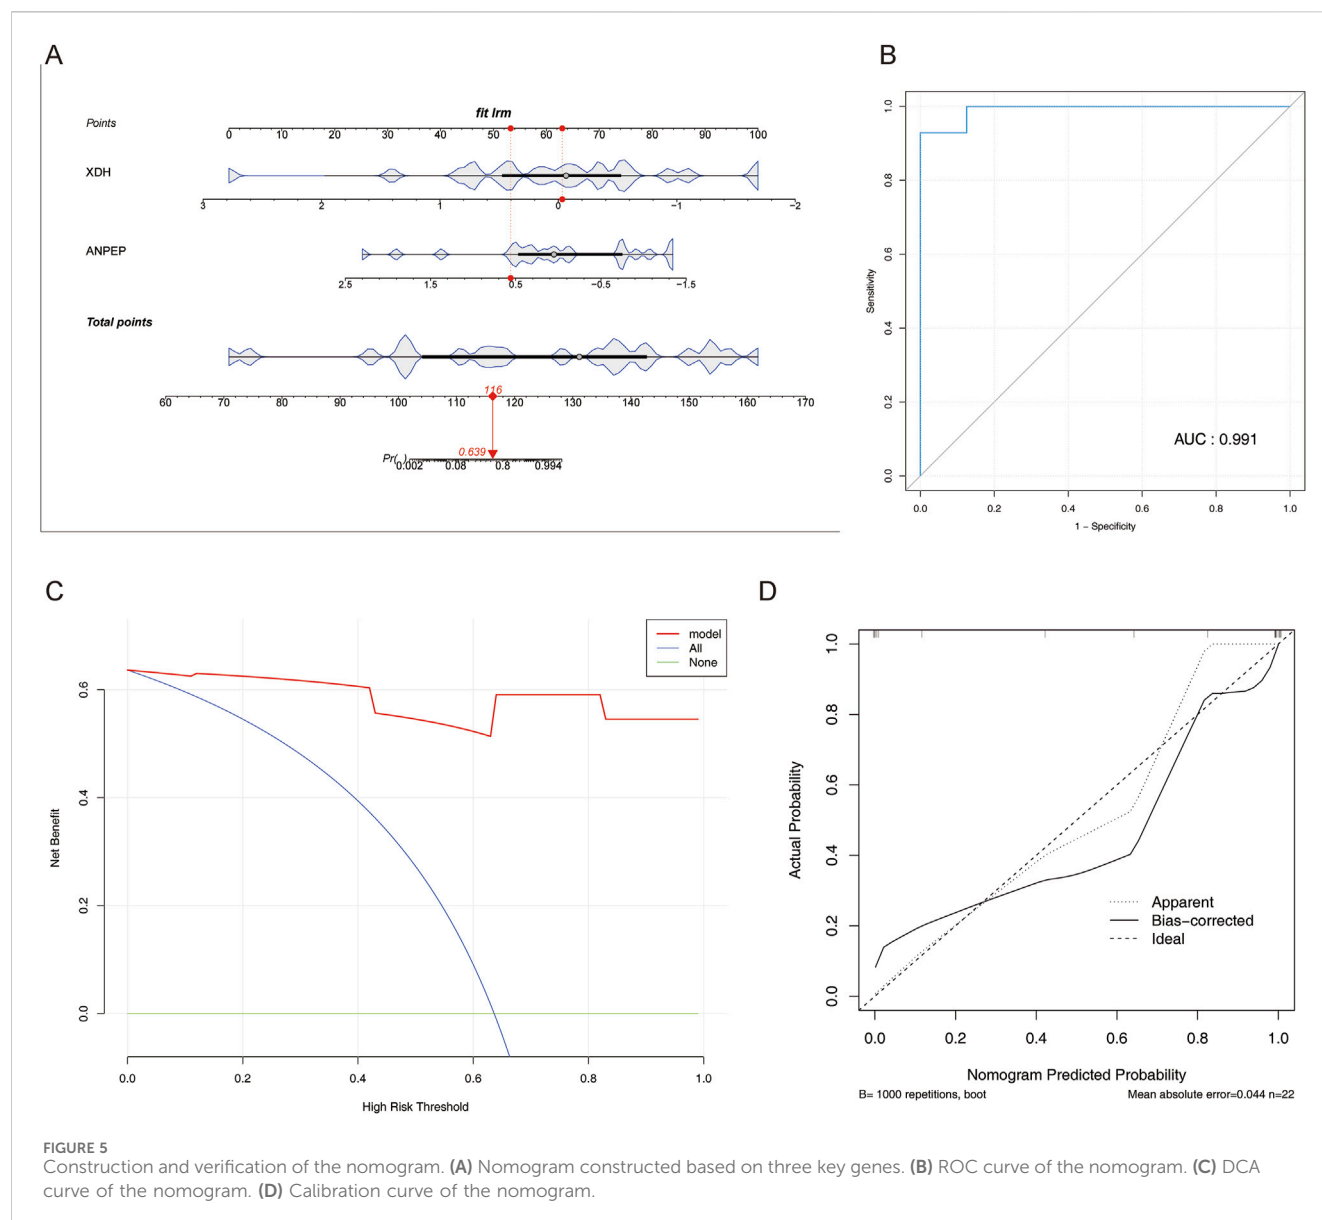 A
fit lrm
Points
0 10 20 30 40 50 60 70 80 90 100
XDH
3 2 1 0 −1 −2
ANPEP
2.5 1.5 0.5 −0.5 −1.5
Total points
116
60 70 80 90 100 110 120 130 140 150 160 170
0.639
Pr( )
0.002 0.08 0.8 0.994
B
1.0
0.8
0.6
0.4
0.2
0.0
Sensitivity
AUC : 0.991
0.0 0.2 0.4 0.6 0.8 1.0
1 − Specificity
C
model
All
None
0.6
0.4
0.2
0.0
Net Benefit
0.0 0.2 0.4 0.6 0.8 1.0
High Risk Threshold
D
1.0
0.8
0.6
0.4
0.2
0.0
Actual Probability
Apparent
Bias−corrected
Ideal
0.0 0.2 0.4 0.6 0.8 1.0
Nomogram Predicted Probability
B= 1000 repetitions, boot Mean absolute error=0.044 n=22
FIGURE 5
Construction and verification of the nomogram. (A) Nomogram constructed based on three key genes. (B) ROC curve of the nomogram. (C) DCA
curve of the nomogram. (D) Calibration curve of the nomogram.